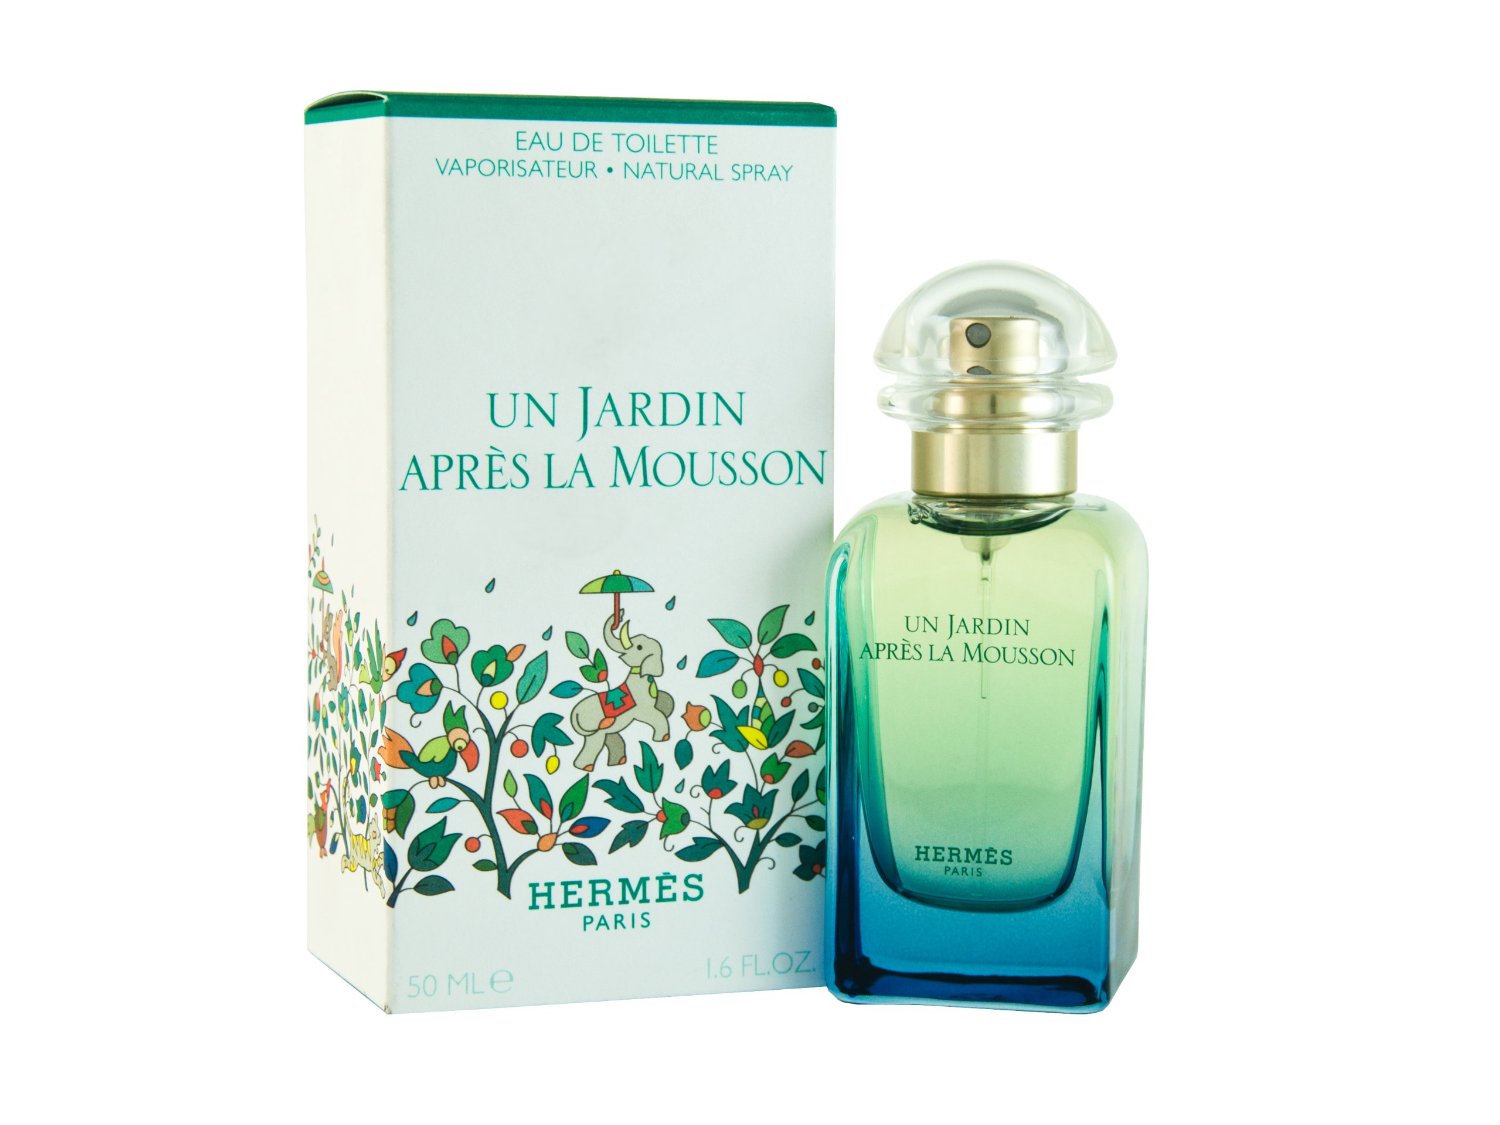 EAU DE TOILETTE
VAPORISATEUR • NATURAL SPRAY
UN JARDIN
APRÈS LA MOUSSON
HERMÈS
PARIS
50 ML ℮
1.6 FL.OZ.
UN JARDIN
APRÈS LA MOUSSON
HERMÈS
PARIS